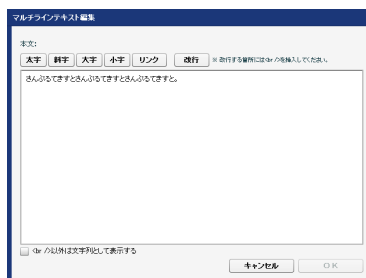 マルチラインテキスト編集
本文:
太字 斜字 大字 小字 リンク 改行 ※ 改行する箇所には<br />を挿入してください。
さんぷるてきすとさんぷるてきすとさんぷるてきすと。
<br />以外は文字列として表示する
キャンセル OK